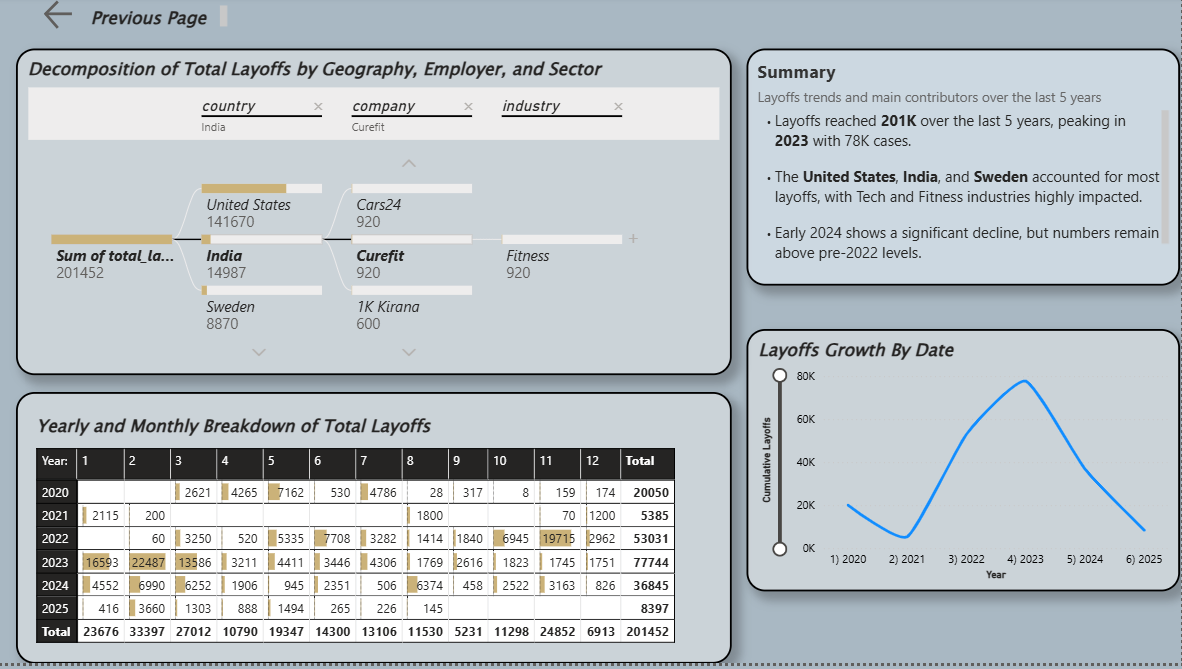 Previous Page
Decomposition of Total Layoffs by Geography, Employer, and Sector
country × company × industry ×
India Curefit
United States Cars24
141670 920
Sum of total_la... India Curefit Fitness +
201452 14987 920 920
Sweden 1K Kirana
8870 600
Summary
Layoffs trends and main contributors over the last 5 years
• Layoffs reached 201K over the last 5 years, peaking in
2023 with 78K cases.
• The United States, India, and Sweden accounted for most
layoffs, with Tech and Fitness industries highly impacted.
• Early 2024 shows a significant decline, but numbers remain
above pre-2022 levels.
Yearly and Monthly Breakdown of Total Layoffs
Year: 1 2 3 4 5 6 7 8 9 10 11 12 Total
2020 2621 4265 7162 530 4786 28 317 8 159 174 20050
2021 2115 200 1800 70 1200 5385
2022 60 3250 520 5335 7708 3282 1414 1840 6945 19715 2962 53031
2023 16593 22487 13586 3211 4411 3446 4306 1769 2616 1823 1745 1751 77744
2024 4552 6990 6252 1906 945 2351 506 6374 458 2522 3163 826 36845
2025 416 3660 1303 888 1494 265 226 145 8397
Total 23676 33397 27012 10790 19347 14300 13106 11530 5231 11298 24852 6913 201452
Layoffs Growth By Date
Cumulative Layoffs
80K
60K
40K
20K
0K
1) 2020 2) 2021 3) 2022 4) 2023 5) 2024 6) 2025
Year